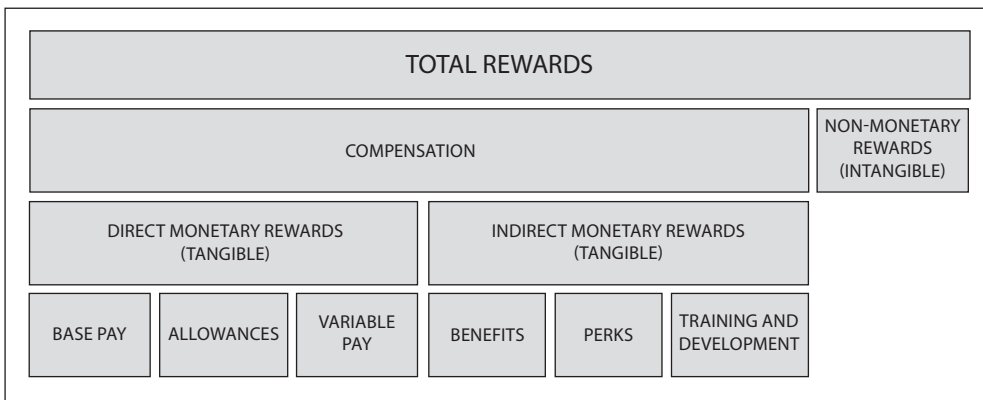 TOTAL REWARDS
COMPENSATION
NON-MONETARY
REWARDS
(INTANGIBLE)
DIRECT MONETARY REWARDS
(TANGIBLE)
INDIRECT MONETARY REWARDS
(TANGIBLE)
BASE PAY
ALLOWANCES
VARIABLE
PAY
BENEFITS
PERKS
TRAINING AND
DEVELOPMENT